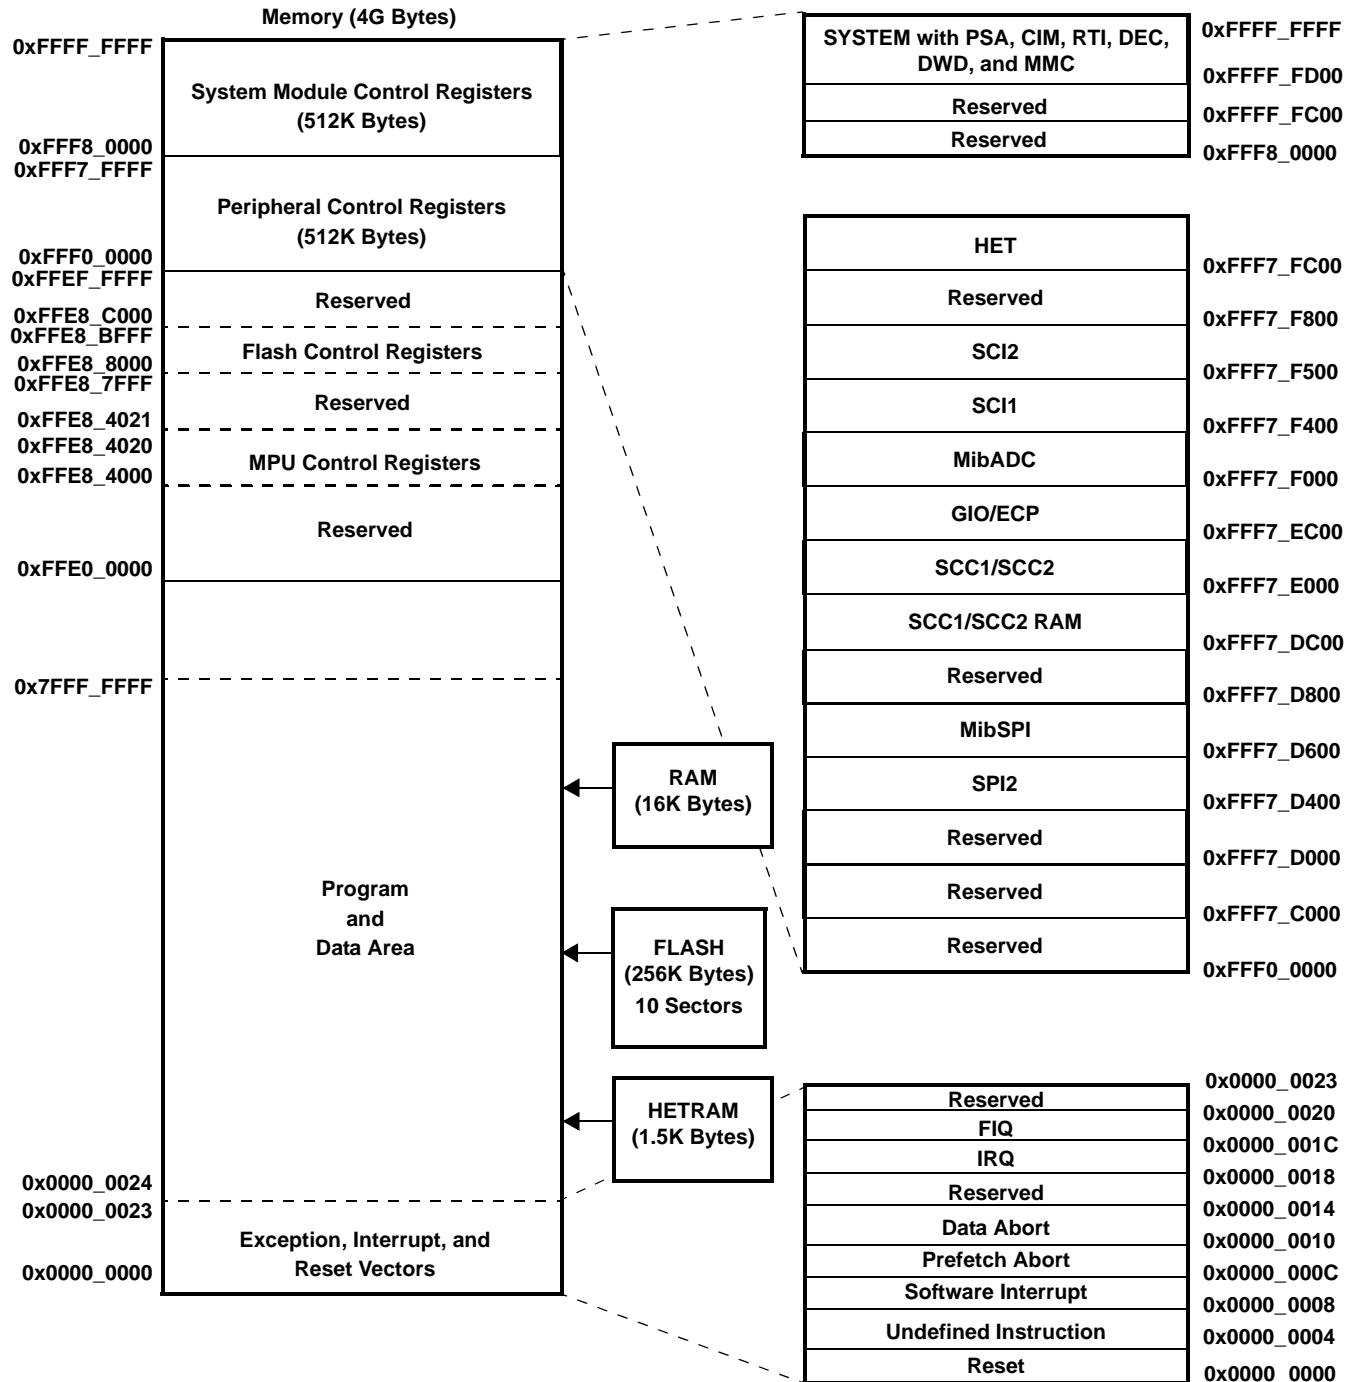 Memory (4G Bytes)
0xFFFF_FFFF
System Module Control Registers
(512K Bytes)
0xFFF8_0000
0xFFF7_FFFF
Peripheral Control Registers
(512K Bytes)
0xFFF0_0000
0xFFEF_FFFF
Reserved
0xFFE8_C000
0xFFE8_BFFF
Flash Control Registers
0xFFE8_8000
0xFFE8_7FFF
Reserved
0xFFE8_4021
0xFFE8_4020
MPU Control Registers
0xFFE8_4000
Reserved
0xFFE0_0000
0x7FFF_FFFF
Program
and
Data Area
0x0000_0024
0x0000_0023
Exception, Interrupt, and
Reset Vectors
0x0000_0000
RAM
(16K Bytes)
FLASH
(256K Bytes)
10 Sectors
HETRAM
(1.5K Bytes)
SYSTEM with PSA, CIM, RTI, DEC,
DWD, and MMC
0xFFFF_FFFF
0xFFFF_FD00
Reserved
0xFFFF_FC00
Reserved
0xFFF8_0000
HET
0xFFF7_FC00
Reserved
0xFFF7_F800
SCI2
0xFFF7_F500
SCI1
0xFFF7_F400
MibADC
0xFFF7_F000
GIO/ECP
0xFFF7_EC00
SCC1/SCC2
0xFFF7_E000
SCC1/SCC2 RAM
0xFFF7_DC00
Reserved
0xFFF7_D800
MibSPI
0xFFF7_D600
SPI2
0xFFF7_D400
Reserved
0xFFF7_D000
Reserved
0xFFF7_C000
Reserved
0xFFF0_0000
0x0000_0023
Reserved
0x0000_0020
FIQ
0x0000_001C
IRQ
0x0000_0018
Reserved
0x0000_0014
Data Abort
0x0000_0010
Prefetch Abort
0x0000_000C
Software Interrupt
0x0000_0008
Undefined Instruction
0x0000_0004
Reset
0x0000_0000